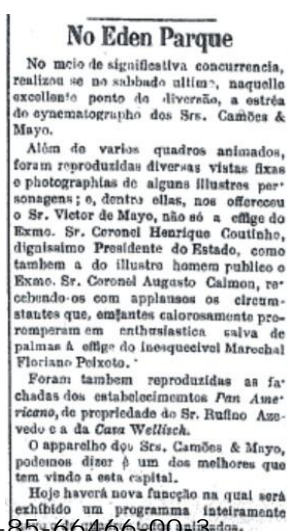 No Eden Parque
No meio de significativa concurrencia,
realizou se no sabbado ultimo, naquelle
excellente ponto de diversão, a estréa
do cynematographo dos Srs. Camões &
Mayo.
Além de varios quadros animados,
foram reproduzidas diversas vistas fixas
e photographias de alguns illustres per-
sonagens; e, dentre ellas, nos offereceu
o Sr. Victor de Mayo, não só a effige do
Exmo. Sr. Coronel Henrique Coutinho,
dignissimo Presidente do Estado, como
tambem a do illustre homem publico o
Exmo. Sr. Coronel Augusto Calmon, re-
cebendo-os com applausos os circum-
stantes que, calorosamente pro-
romperam em enthusiastica salva de
palmas á effige do inesquecivel Marechal
Floriano Peixoto.
Foram tambem reproduzidas as fa-
chadas dos estabelecimentos Pan Ame-
ricano, de propriedade do Sr. Rufino Aze-
vedo e a da Casa Wellisch.
O apparelho dos Srs. Camões & Mayo,
podemos dizer é um dos melhores que
tem vindo a esta capital.
Hoje haverá nova funcção na qual será
exhibido um programma inteiramente
-85-66466-00-3